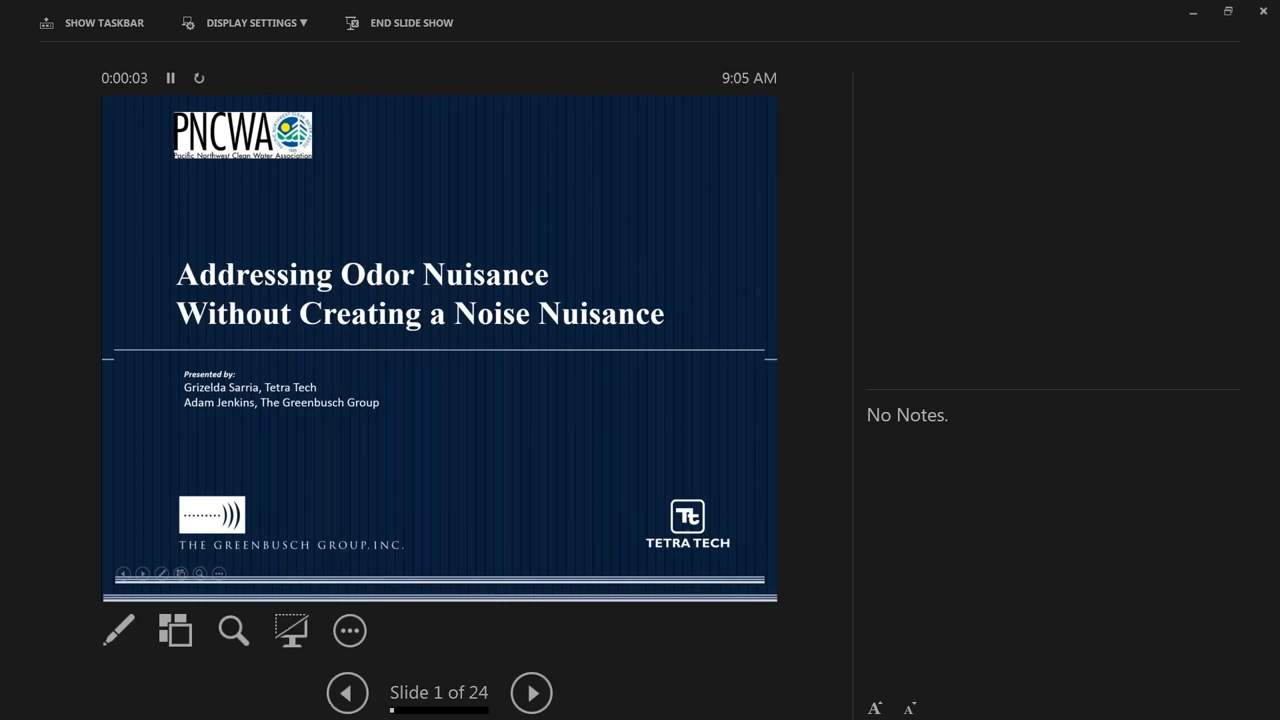 SHOW TASKBAR
DISPLAY SETTINGS ▼
END SLIDE SHOW
0:00:03
9:05 AM
PNCWA
Pacific Northwest Clean Water Association
Addressing Odor Nuisance
Without Creating a Noise Nuisance
Presented by:
Grizelda Sarria, Tetra Tech
Adam Jenkins, The Greenbusch Group
THE GREENBUSCH GROUP, INC.
Tt
TETRA TECH
Slide 1 of 24
No Notes.
A A